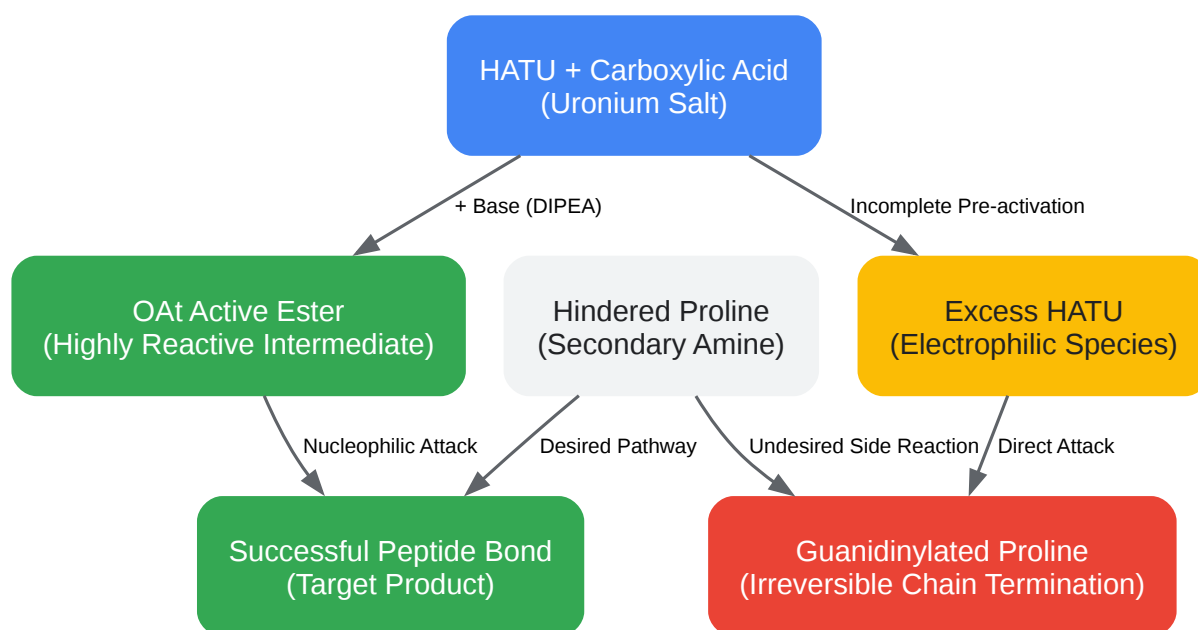 HATU + Carboxylic Acid
(Uronium Salt)
+ Base (DIPEA)
Incomplete Pre-activation
OAt Active Ester
(Highly Reactive Intermediate)
Hindered Proline
(Secondary Amine)
Excess HATU
(Electrophilic Species)
Nucleophilic Attack
Desired Pathway
Undesired Side Reaction
Direct Attack
Successful Peptide Bond
(Target Product)
Guanidinylated Proline
(Irreversible Chain Termination)